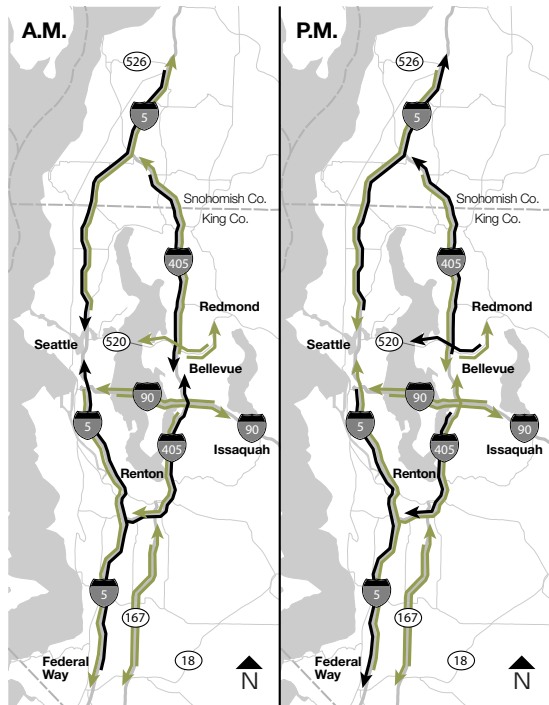 A.M.
526
5
Snohomish Co.
King Co.
405
Redmond
Seattle
520
Bellevue
90
5
90
405
Issaquah
Renton
5
167
Federal
Way
18
N
P.M.
526
5
Snohomish Co.
King Co.
405
Redmond
Seattle
520
Bellevue
90
5
90
405
Issaquah
Renton
5
167
Federal
Way
18
N